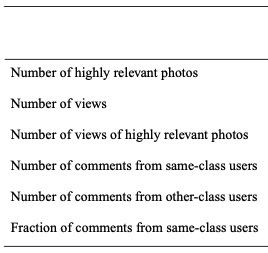 Number of highly relevant photos
Number of views
Number of views of highly relevant photos
Number of comments from same-class users
Number of comments from other-class users
Fraction of comments from same-class users